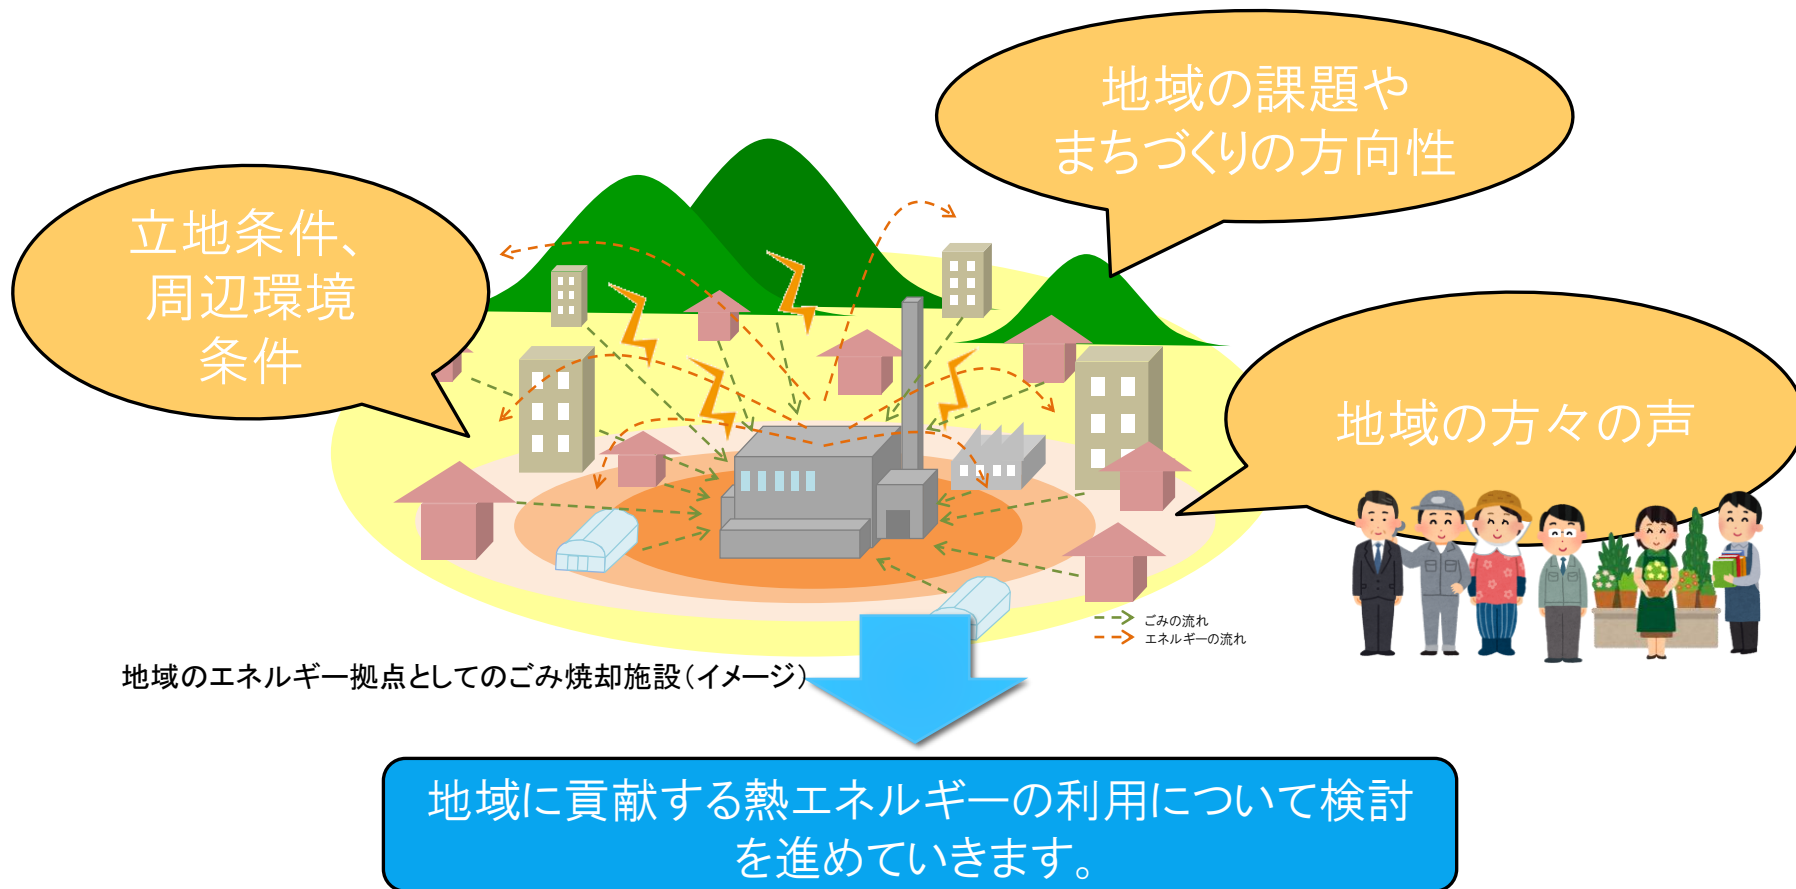 地域の課題や
まちづくりの方向性
立地条件、
周辺環境
条件
地域の方々の声
ごみの流れ
エネルギーの流れ
地域のエネルギー拠点としてのごみ焼却施設(イメージ)
地域に貢献する熱エネルギーの利用について検討
を進めていきます。